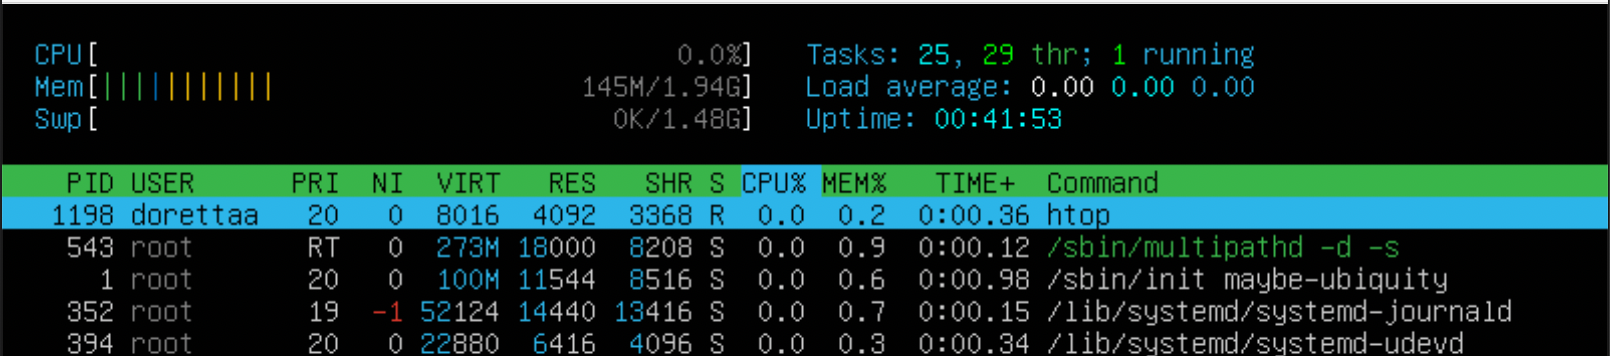 CPU[ 0.0%] Tasks: 25, 29 thr; 1 running
Mem[||||||||||| 145M/1.94G] Load average: 0.00 0.00 0.00
Swp[ 0K/1.48G] Uptime: 00:41:53
PID USER PRI NI VIRT RES SHR S CPU% MEM% TIME+ Command
1198 dorettaa 20 0 8016 4092 3368 R 0.0 0.2 0:00.36 htop
543 root RT 0 273M 18000 8208 S 0.0 0.9 0:00.12 /sbin/multipathd -d -s
1 root 20 0 100M 11544 8516 S 0.0 0.6 0:00.98 /sbin/init maybe-ubiquity
352 root 19 -1 52124 14440 13416 S 0.0 0.7 0:00.15 /lib/systemd/systemd-journald
394 root 20 0 22880 6416 4096 S 0.0 0.3 0:00.34 /lib/systemd/systemd-udevd